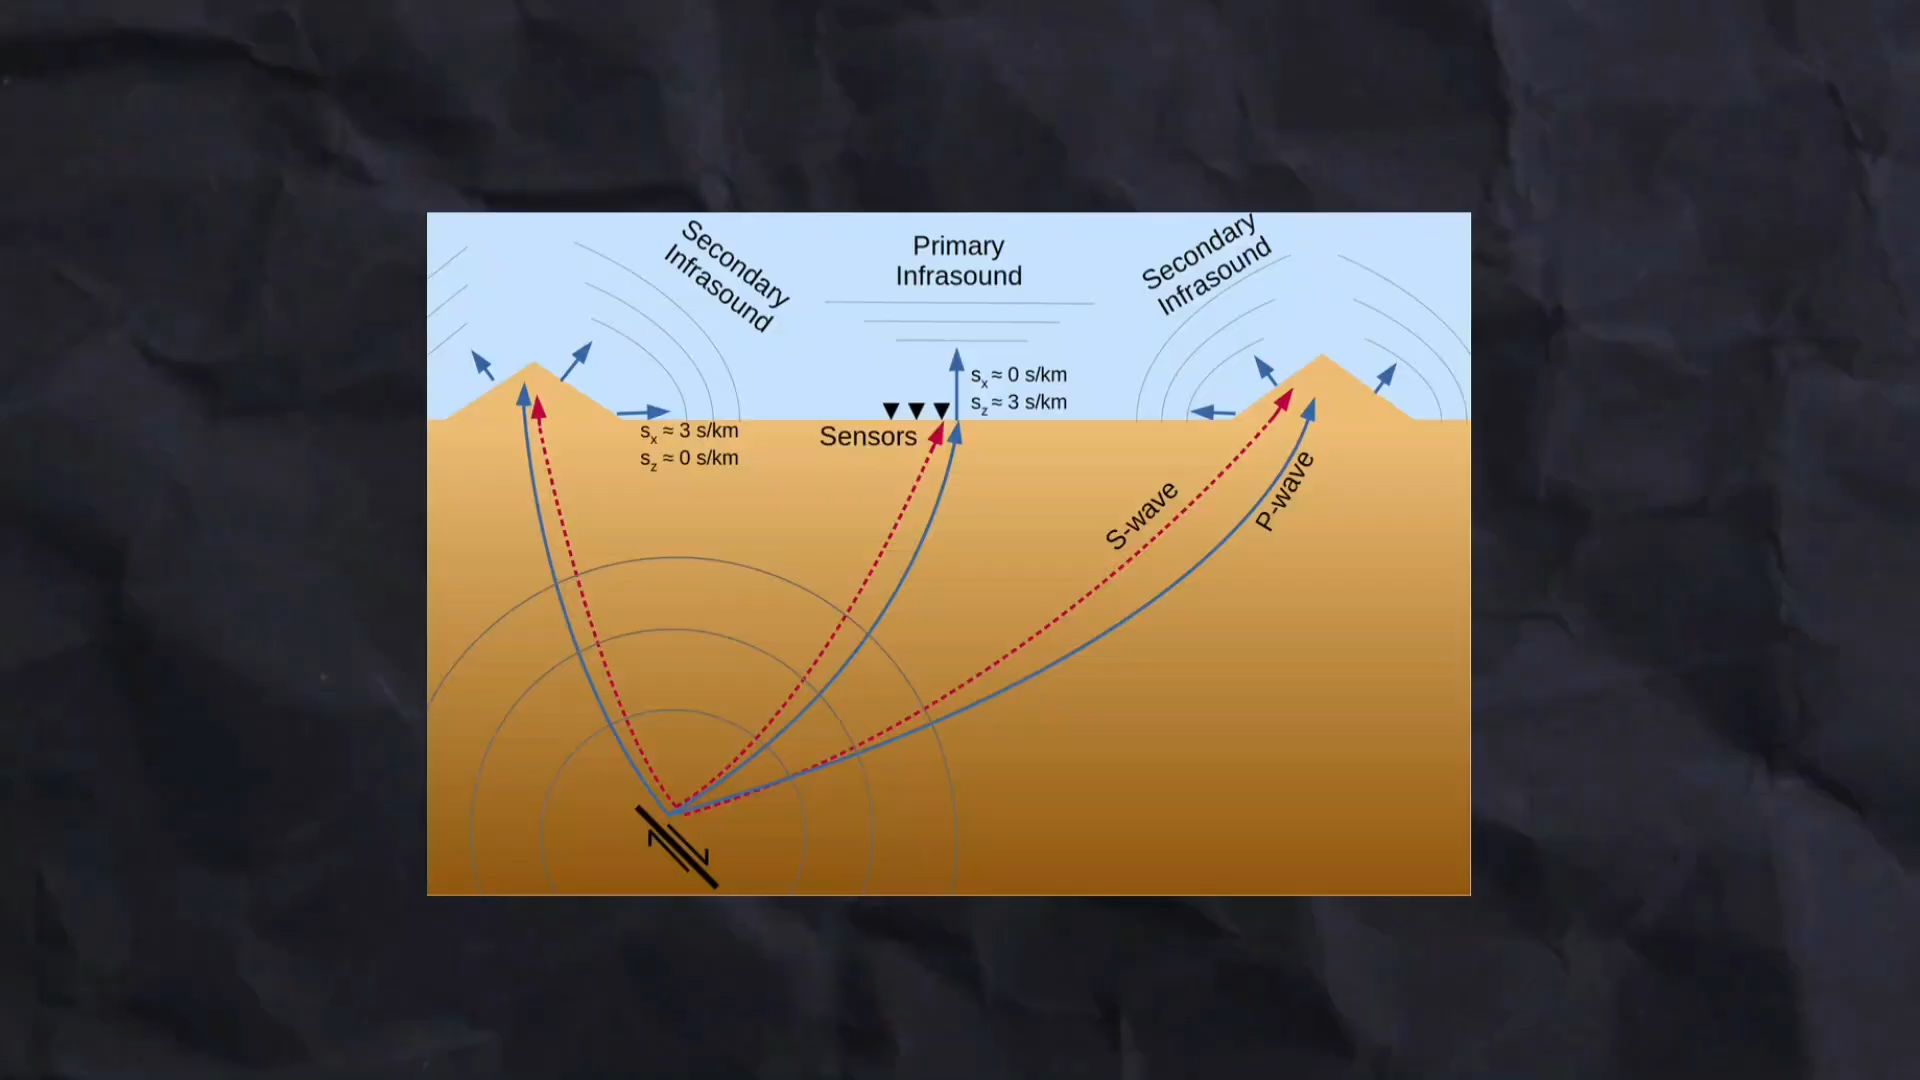 Secondary
Infrasound
Primary
Infrasound
Secondary
Infrasound
sx ≈ 0 s/km
sz ≈ 3 s/km
Sensors
sx ≈ 3 s/km
sz ≈ 0 s/km
S-wave
P-wave